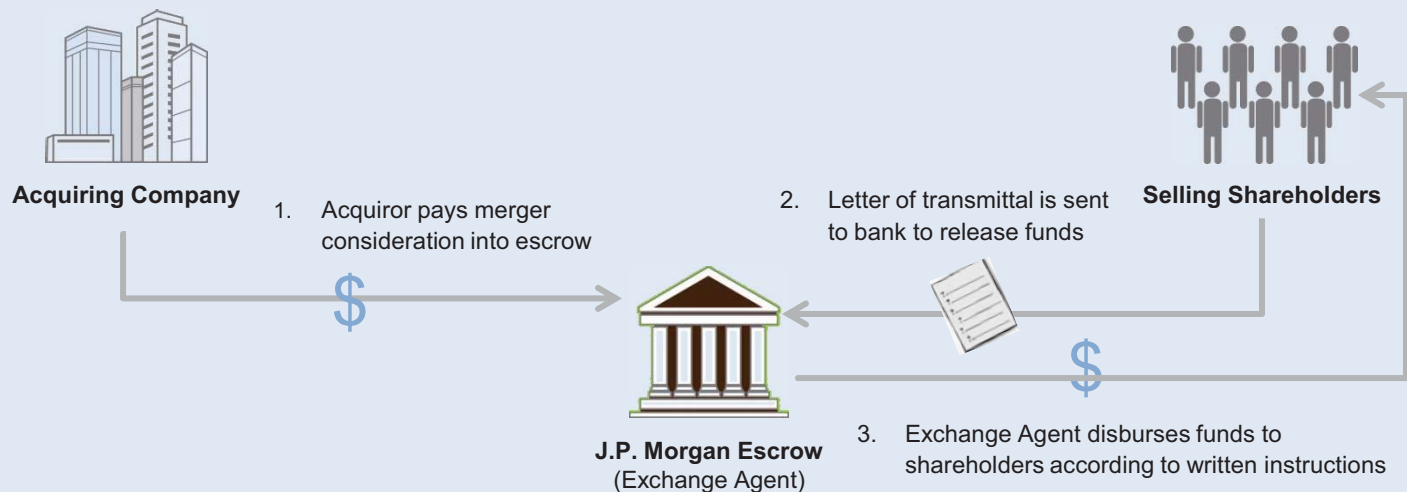 Acquiring Company
1. Acquiror pays merger
consideration into escrow
$
2. Letter of transmittal is sent
to bank to release funds
Selling Shareholders
$
J.P. Morgan Escrow
(Exchange Agent)
3. Exchange Agent disburses funds to
shareholders according to written instructions